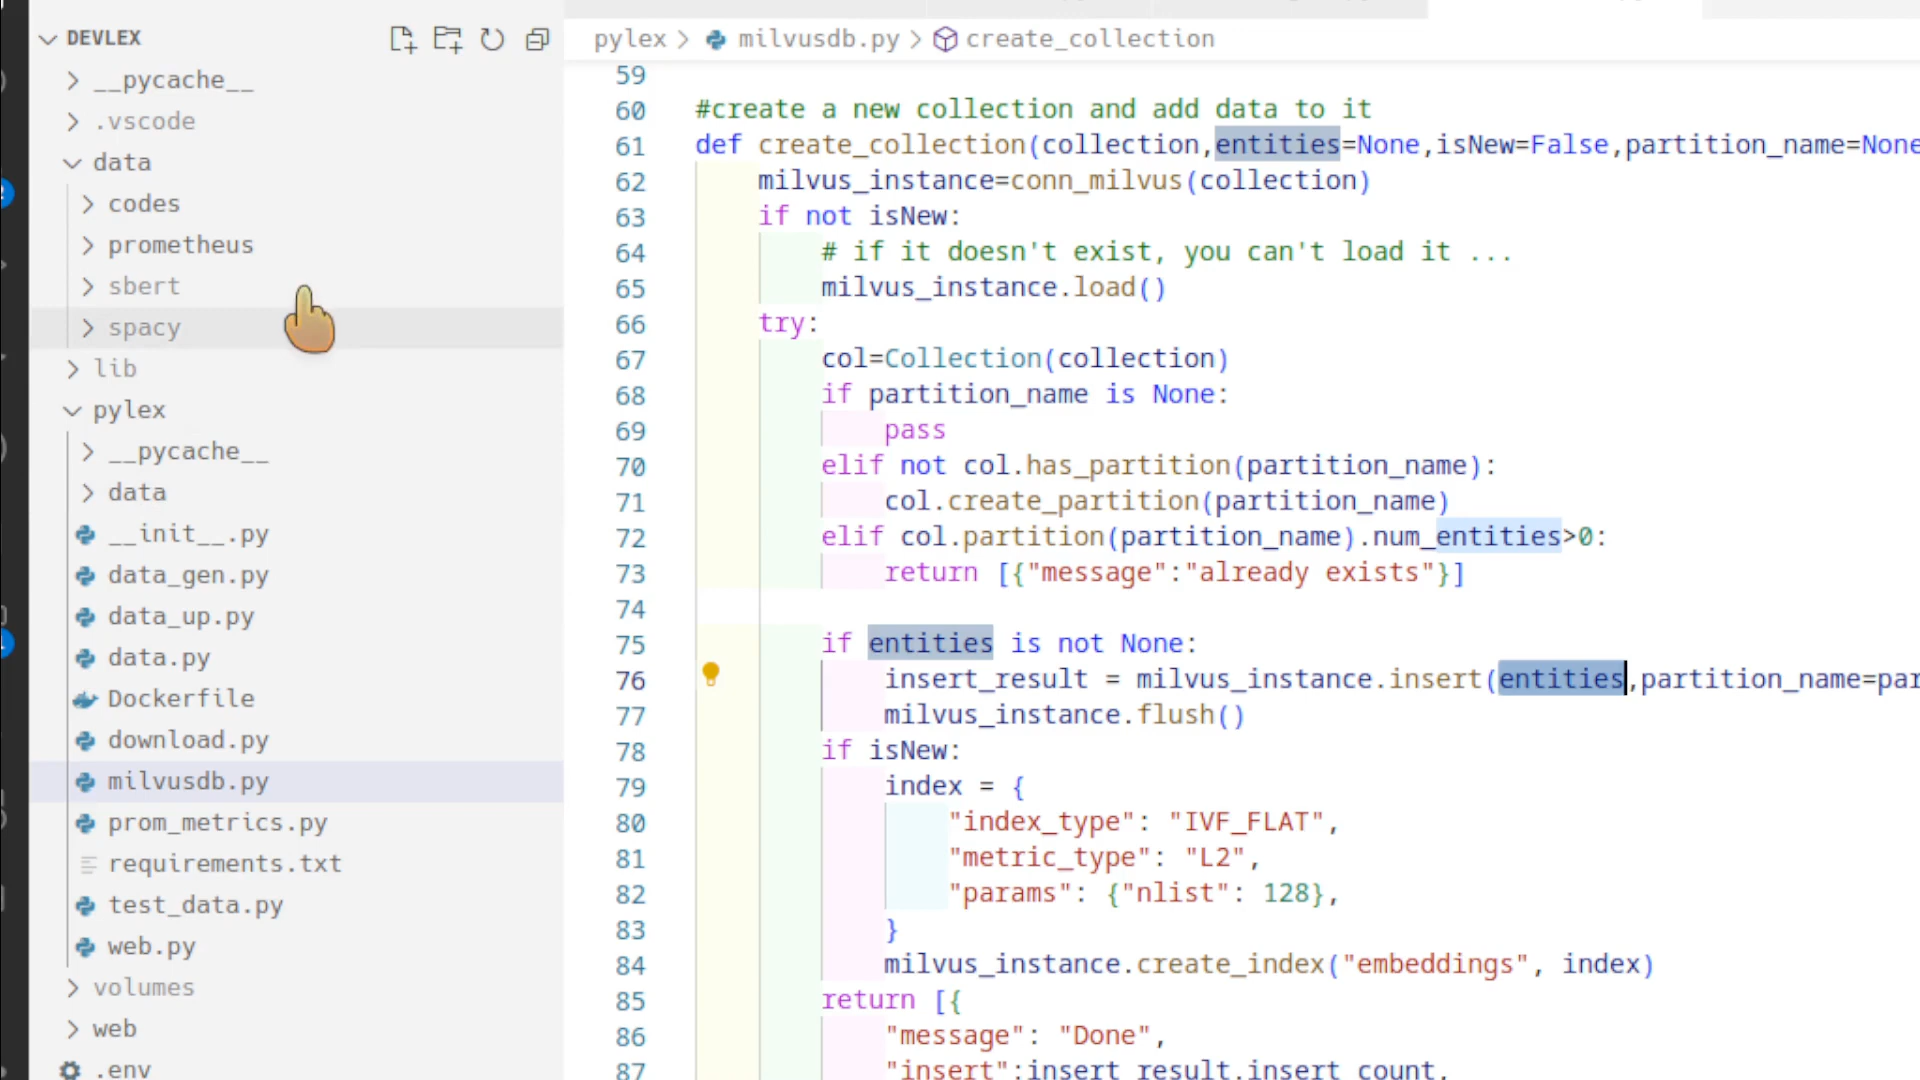 DEVLEX
__pycache__
.vscode
data
codes
prometheus
sbert
spacy
lib
pylex
__pycache__
data
__init__.py
data_gen.py
data_up.py
data.py
Dockerfile
download.py
milvusdb.py
prom_metrics.py
requirements.txt
test_data.py
web.py
volumes
web
.env
pylex > milvusdb.py > create_collection
59
60 #create a new collection and add data to it
61 def create_collection(collection,entities=None,isNew=False,partition_name=None
62 milvus_instance=conn_milvus(collection)
63 if not isNew:
64 # if it doesn't exist, you can't load it ...
65 milvus_instance.load()
66 try:
67 col=Collection(collection)
68 if partition_name is None:
69 pass
70 elif not col.has_partition(partition_name):
71 col.create_partition(partition_name)
72 elif col.partition(partition_name).num_entities>0:
73 return [{"message":"already exists"}]
74
75 if entities is not None:
76 insert_result = milvus_instance.insert(entities,partition_name=par
77 milvus_instance.flush()
78 if isNew:
79 index = {
80 "index_type": "IVF_FLAT",
81 "metric_type": "L2",
82 "params": {"nlist": 128},
83 }
84 milvus_instance.create_index("embeddings", index)
85 return [{
86 "message": "Done",
87 "insert":insert_result.insert_count,